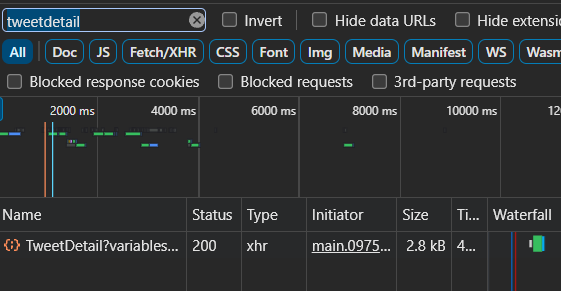 tweetdetail Invert Hide data URLs Hide extensi
All Doc JS Fetch/XHR CSS Font Img Media Manifest WS Wasm
Blocked response cookies Blocked requests 3rd-party requests
2000 ms 4000 ms 6000 ms 8000 ms 10000 ms 12
Name Status Type Initiator Size Ti... Waterfall
TweetDetail?variables... 200 xhr main.0975... 2.8 kB 4...